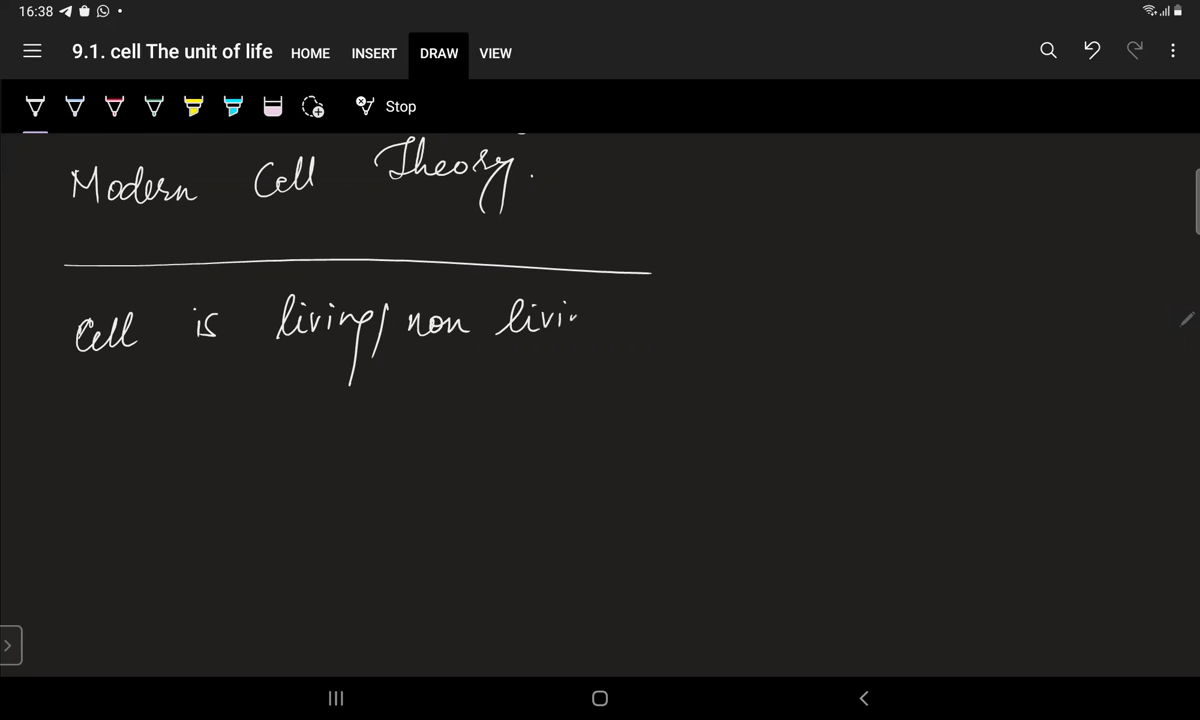 16:38
9.1. cell The unit of life HOME INSERT DRAW VIEW
Stop
Modern Cell Theory.
Cell is living/non livi